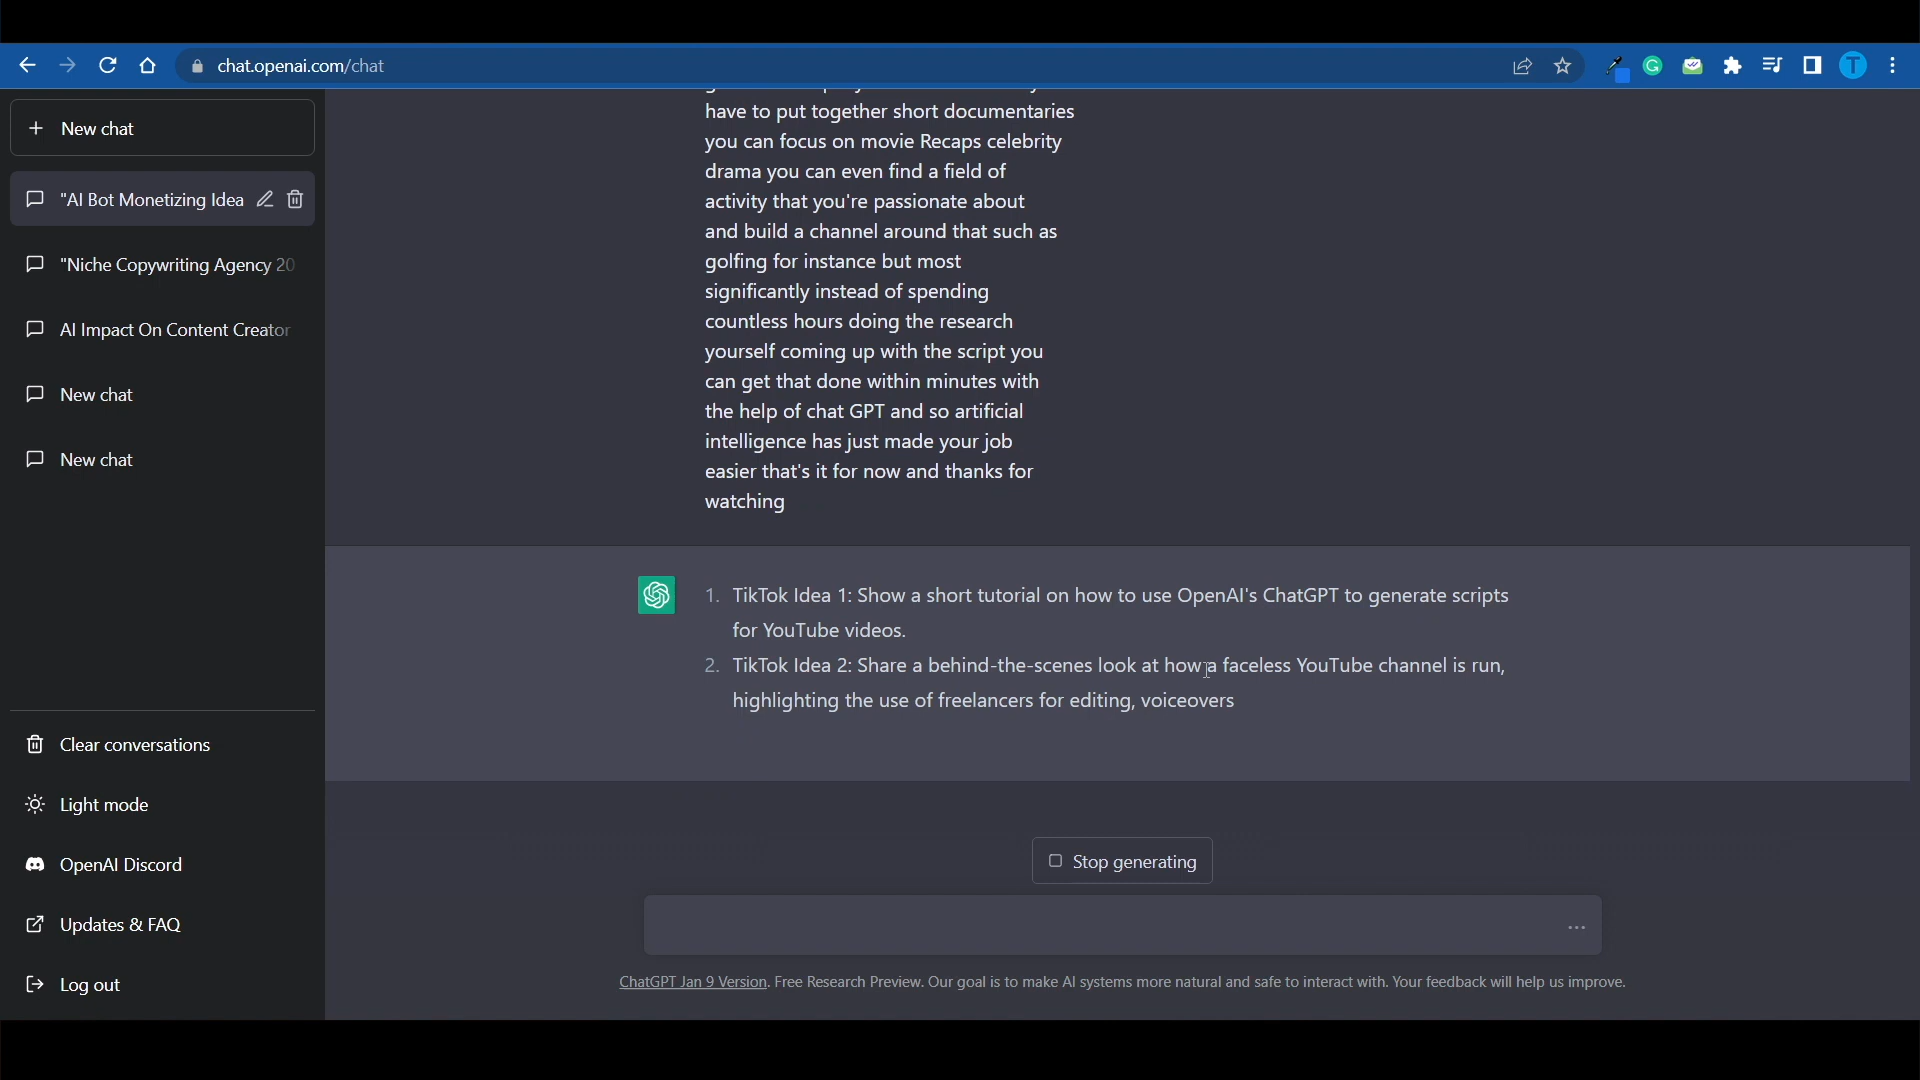 chat.openai.com/chat
T
New chat
"AI Bot Monetizing Idea
"Niche Copywriting Agency 20
AI Impact On Content Creator
New chat
New chat
Clear conversations
Light mode
OpenAI Discord
Updates & FAQ
Log out
have to put together short documentaries
you can focus on movie Recaps celebrity
drama you can even find a field of
activity that you're passionate about
and build a channel around that such as
golfing for instance but most
significantly instead of spending
countless hours doing the research
yourself coming up with the script you
can get that done within minutes with
the help of chat GPT and so artificial
intelligence has just made your job
easier that's it for now and thanks for
watching
1. TikTok Idea 1: Show a short tutorial on how to use OpenAI's ChatGPT to generate scripts
for YouTube videos.
2. TikTok Idea 2: Share a behind-the-scenes look at how a faceless YouTube channel is run,
highlighting the use of freelancers for editing, voiceovers
Stop generating
ChatGPT Jan 9 Version. Free Research Preview. Our goal is to make AI systems more natural and safe to interact with. Your feedback will help us improve.